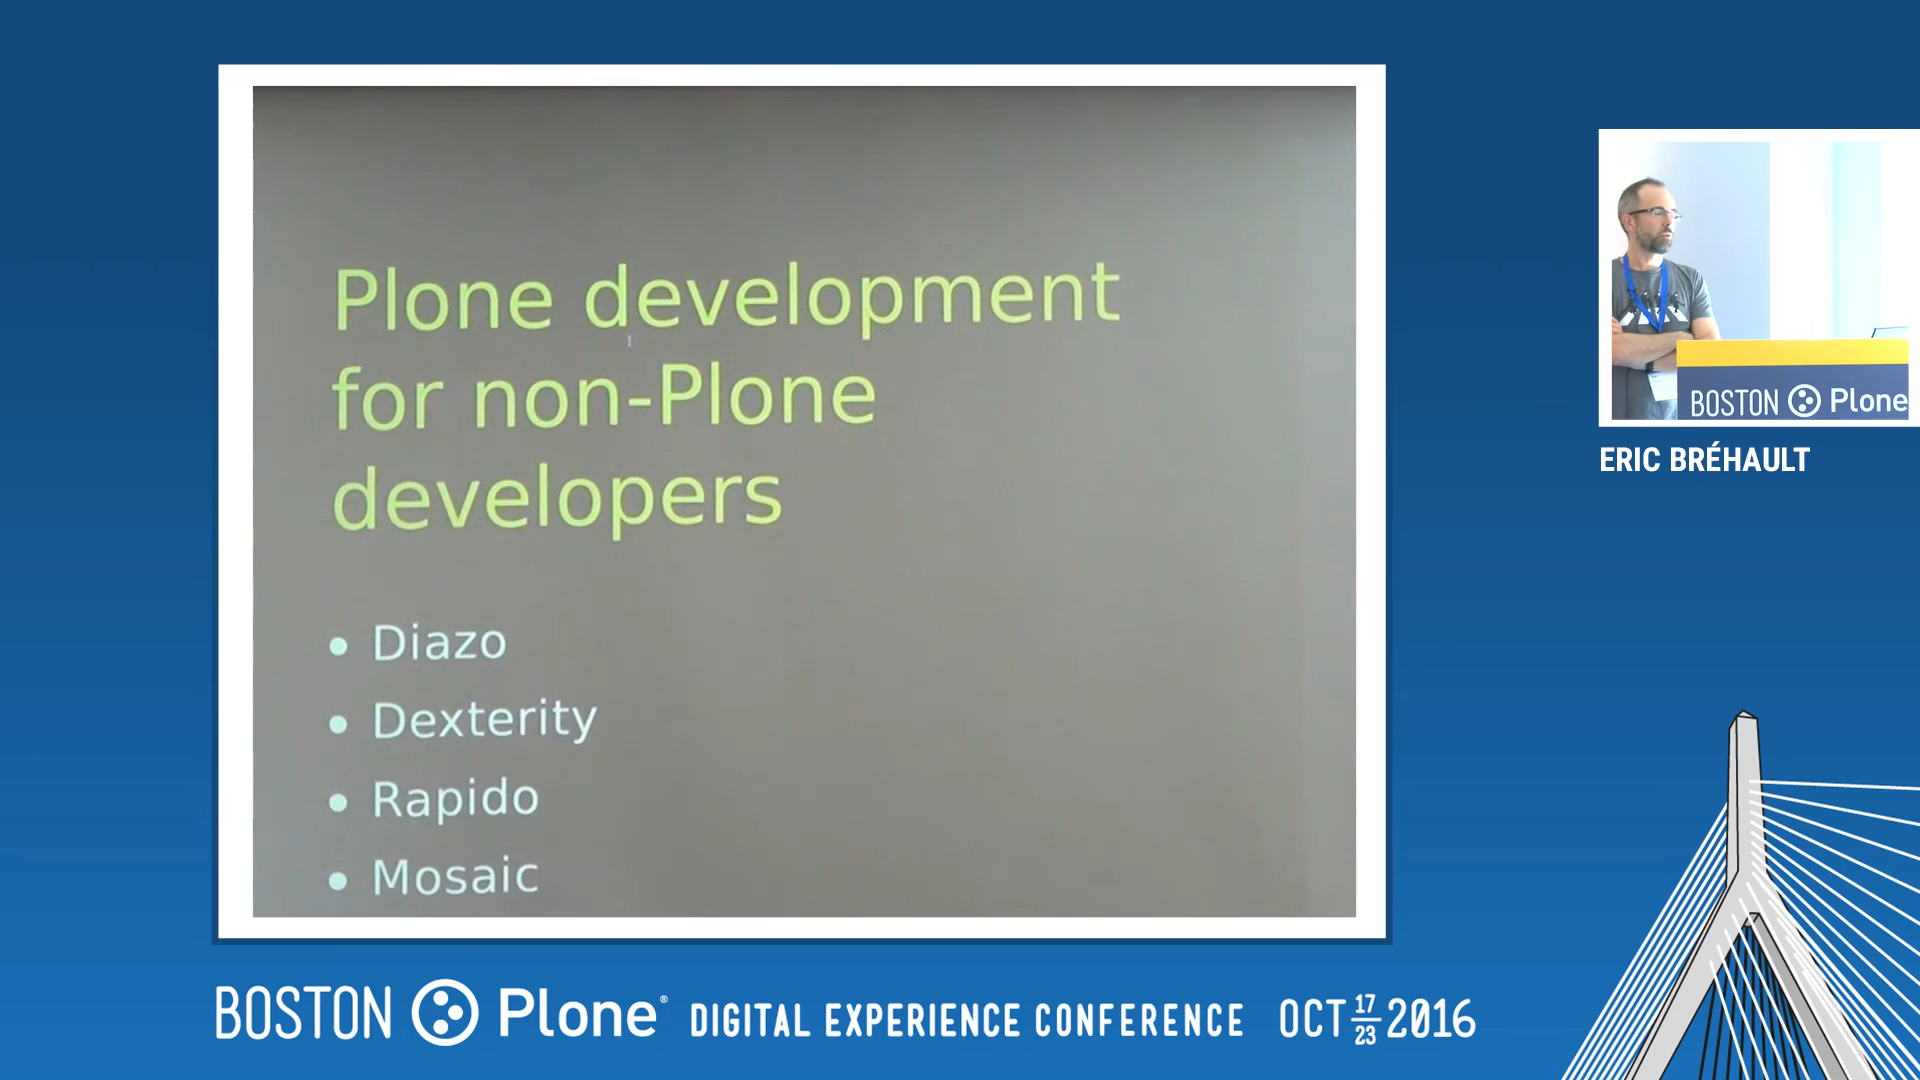 Plone development
for non-Plone
developers
• Diazo
• Dexterity
• Rapido
• Mosaic
BOSTON Plone
ERIC BRÉHAULT
BOSTON Plone® DIGITAL EXPERIENCE CONFERENCE OCT 17 23 2016